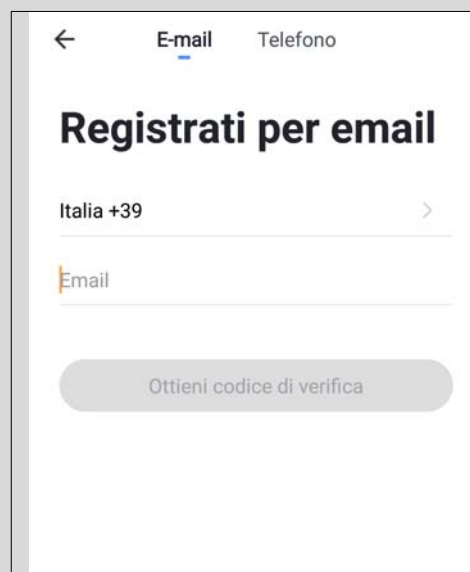 E-mail Telefono
Registrati per email
Italia +39
Email
Ottieni codice di verifica